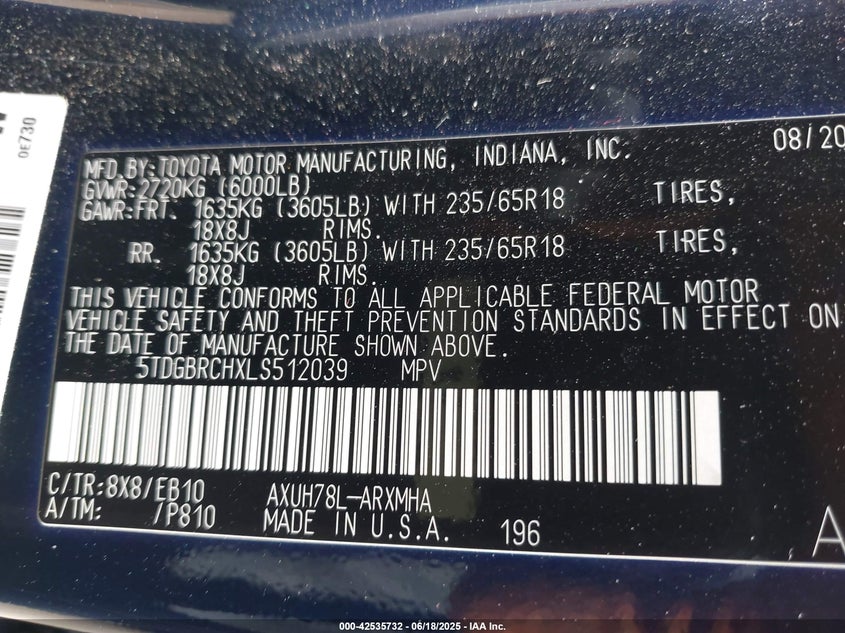 0E730
08/20
MFD.BY:TOYOTA MOTOR MANUFACTURING, INDIANA, INC.
GVWR:2720KG (6000LB)
GAWR:FRT. 1635KG (3605LB) WITH 235/65R18 TIRES,
18X8J RIMS.
RR. 1635KG (3605LB) WITH 235/65R18 TIRES,
18X8J RIMS.
THIS VEHICLE CONFORMS TO ALL APPLICABLE FEDERAL MOTOR
VEHICLE SAFETY AND THEFT PREVENTION STANDARDS IN EFFECT ON
THE DATE OF MANUFACTURE SHOWN ABOVE.
5TDGBRCHXLS512039 MPV
C/TR:8X8/EB10 AXUH78L-ARXMHA
A/TM: /P810 MADE IN U.S.A. 196
A
000-42535732 - 06/18/2025 - IAA Inc.